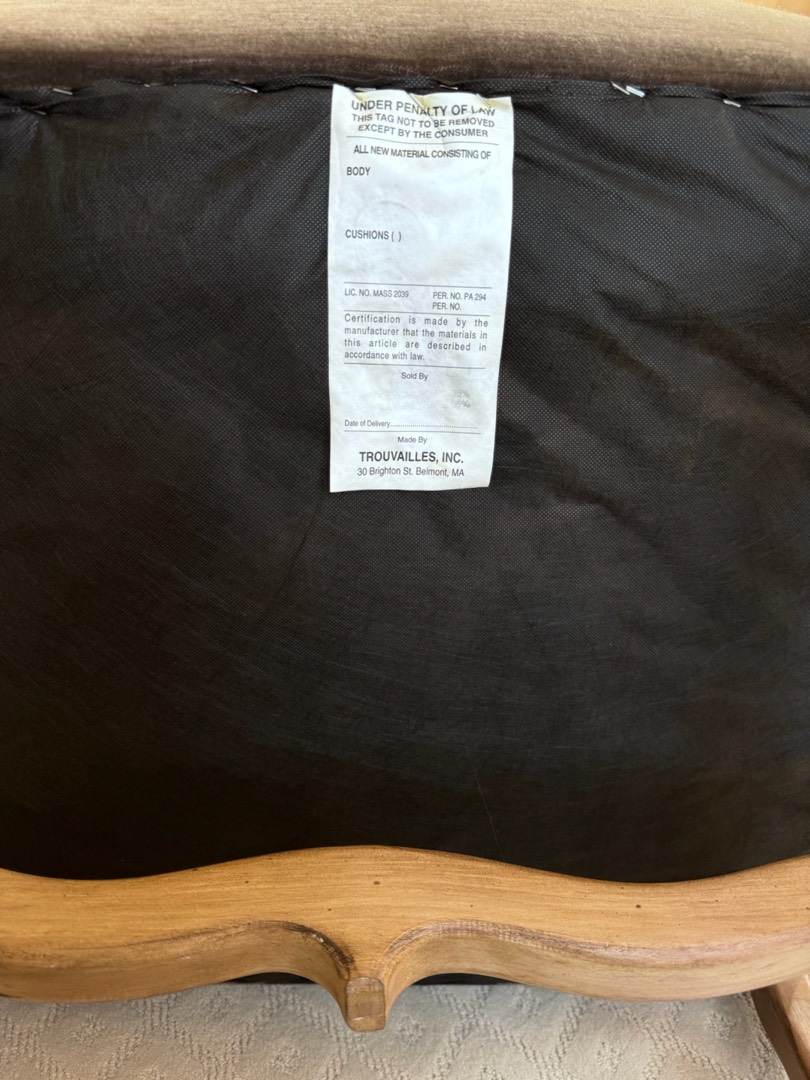 UNDER PENALTY OF LAW
THIS TAG NOT TO BE REMOVED
EXCEPT BY THE CONSUMER
ALL NEW MATERIAL CONSISTING OF
BODY
CUSHIONS ( )
LIC. NO. MASS 2039 PER. NO. PA 294
PER. NO.
Certification is made by the
manufacturer that the materials in
this article are described in
accordance with law.
Sold By
Date of Delivery................................
Made By
TROUVAILLES, INC.
30 Brighton St. Belmont, MA